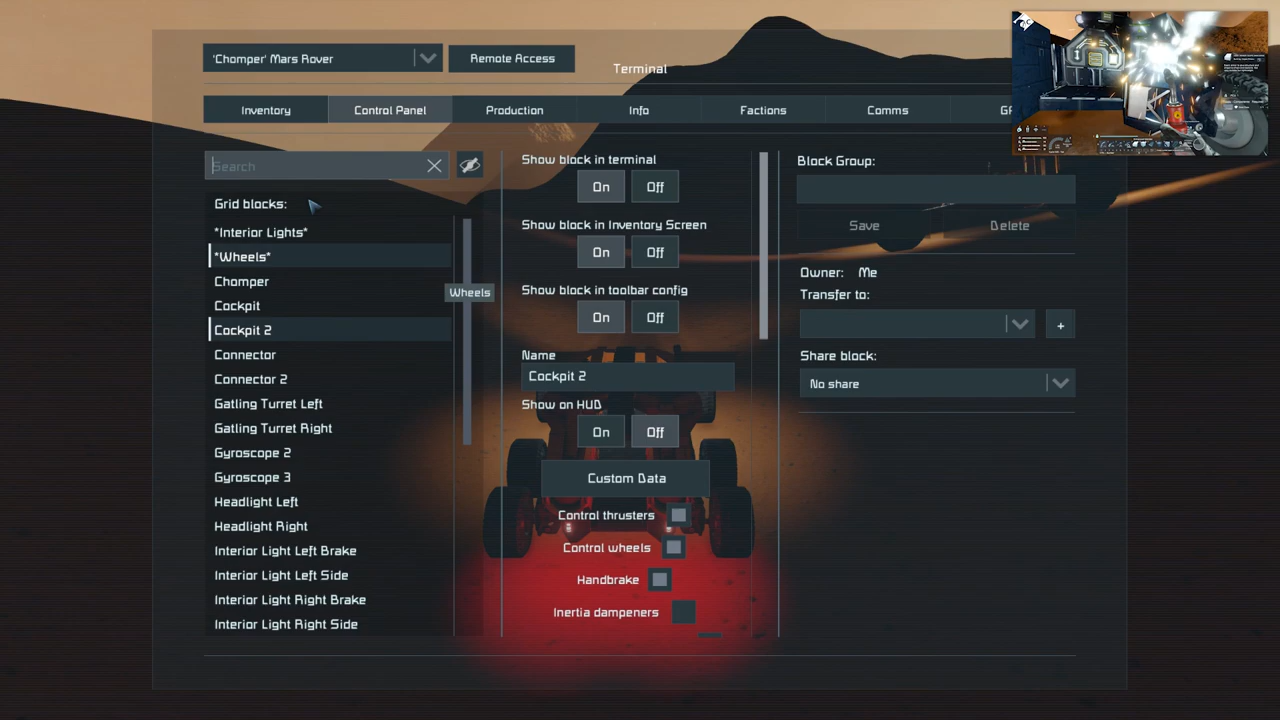 'Chomper' Mars Rover
Remote Access
Terminal
Inventory
Control Panel
Production
Info
Factions
Comms
Search
Grid blocks:
*Interior Lights*
*Wheels*
Chomper
Cockpit
Cockpit 2
Connector
Connector 2
Gatling Turret Left
Gatling Turret Right
Gyroscope 2
Gyroscope 3
Headlight Left
Headlight Right
Interior Light Left Brake
Interior Light Left Side
Interior Light Right Brake
Interior Light Right Side
Wheels
Show block in terminal
On Off
Show block in Inventory Screen
On Off
Show block in toolbar config
On Off
Name
Cockpit 2
Show on HUD
On Off
Custom Data
Control thrusters
Control wheels
Handbrake
Inertia dampeners
Block Group:
Save Delete
Owner: Me
Transfer to:
+
Share block:
No share